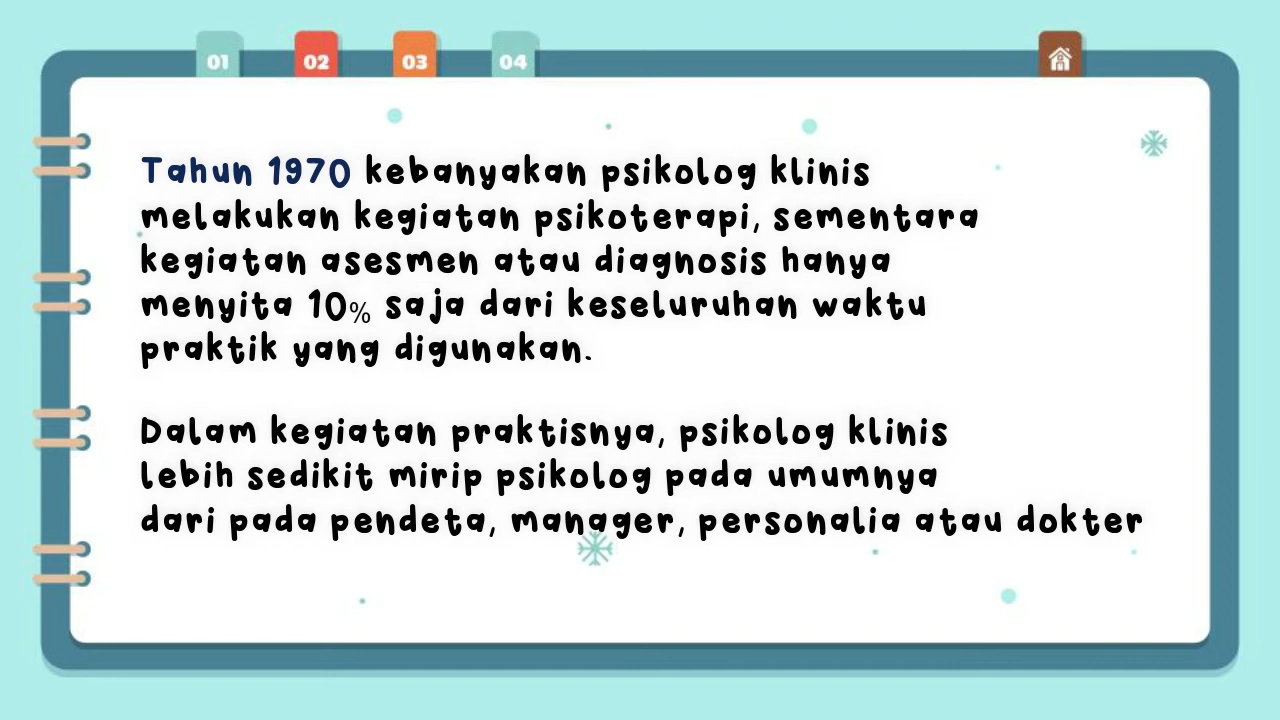 01 02 03 04
Tahun 1970 kebanyakan psikolog klinis
melakukan kegiatan psikoterapi, sementara
kegiatan asesmen atau diagnosis hanya
menyita 10% saja dari keseluruhan waktu
praktik yang digunakan.
Dalam kegiatan praktisnya, psikolog klinis
lebih sedikit mirip psikolog pada umumnya
dari pada pendeta, manager, personalia atau dokter